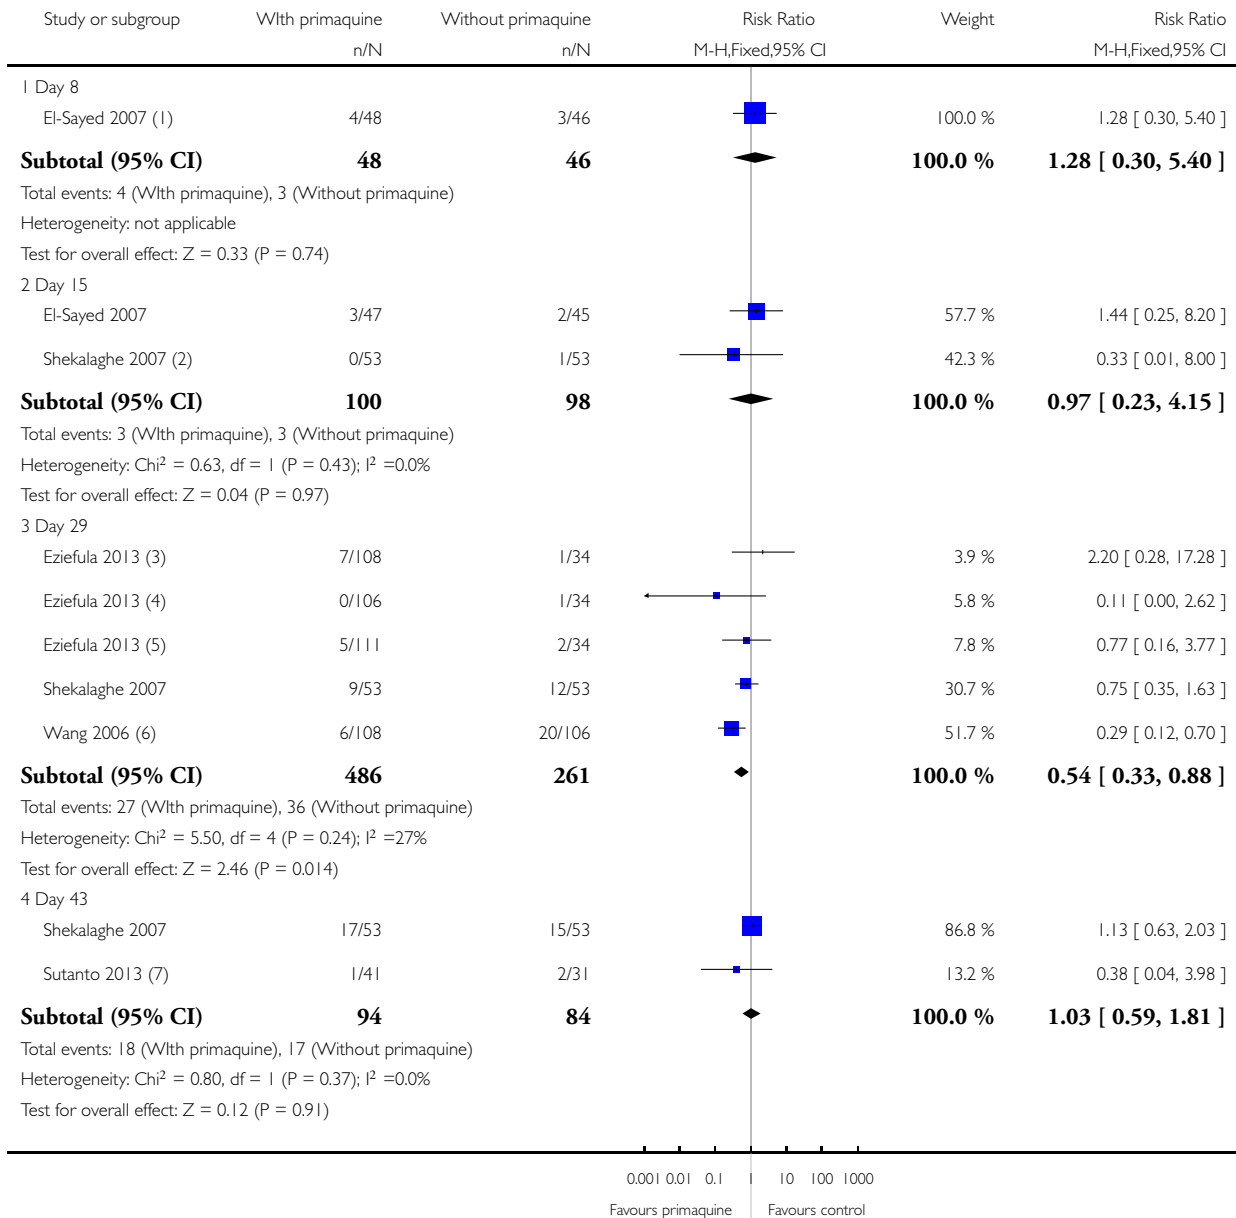 Study or subgroup WIth primaquine Without primaquine Risk Ratio Weight Risk Ratio
n/N n/N M-H,Fixed,95% CI M-H,Fixed,95% CI
1 Day 8
El-Sayed 2007 (1) 4/48 3/46 100.0 % 1.28 [ 0.30, 5.40 ]
Subtotal (95% CI) 48 46 100.0 % 1.28 [ 0.30, 5.40 ]
Total events: 4 (WIth primaquine), 3 (Without primaquine)
Heterogeneity: not applicable
Test for overall effect: Z = 0.33 (P = 0.74)
2 Day 15
El-Sayed 2007 3/47 2/45 57.7 % 1.44 [ 0.25, 8.20 ]
Shekalaghe 2007 (2) 0/53 1/53 42.3 % 0.33 [ 0.01, 8.00 ]
Subtotal (95% CI) 100 98 100.0 % 0.97 [ 0.23, 4.15 ]
Total events: 3 (WIth primaquine), 3 (Without primaquine)
Heterogeneity: Chi² = 0.63, df = 1 (P = 0.43); I² =0.0%
Test for overall effect: Z = 0.04 (P = 0.97)
3 Day 29
Eziefula 2013 (3) 7/108 1/34 3.9 % 2.20 [ 0.28, 17.28 ]
Eziefula 2013 (4) 0/106 1/34 5.8 % 0.11 [ 0.00, 2.62 ]
Eziefula 2013 (5) 5/111 2/34 7.8 % 0.77 [ 0.16, 3.77 ]
Shekalaghe 2007 9/53 12/53 30.7 % 0.75 [ 0.35, 1.63 ]
Wang 2006 (6) 6/108 20/106 51.7 % 0.29 [ 0.12, 0.70 ]
Subtotal (95% CI) 486 261 100.0 % 0.54 [ 0.33, 0.88 ]
Total events: 27 (WIth primaquine), 36 (Without primaquine)
Heterogeneity: Chi² = 5.50, df = 4 (P = 0.24); I² =27%
Test for overall effect: Z = 2.46 (P = 0.014)
4 Day 43
Shekalaghe 2007 17/53 15/53 86.8 % 1.13 [ 0.63, 2.03 ]
Sutanto 2013 (7) 1/41 2/31 13.2 % 0.38 [ 0.04, 3.98 ]
Subtotal (95% CI) 94 84 100.0 % 1.03 [ 0.59, 1.81 ]
Total events: 18 (WIth primaquine), 17 (Without primaquine)
Heterogeneity: Chi² = 0.80, df = 1 (P = 0.37); I² =0.0%
Test for overall effect: Z = 0.12 (P = 0.91)
0.001 0.01 0.1 1 10 100 1000
Favours primaquine Favours control